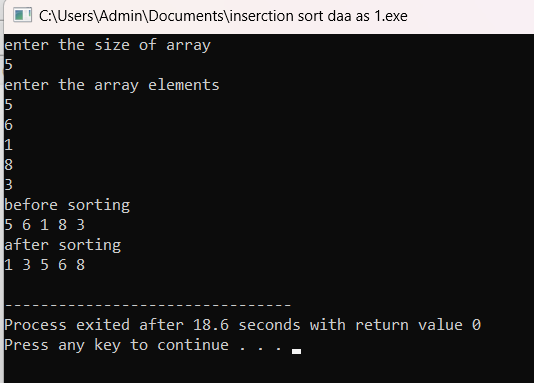 C:\Users\Admin\Documents\inserction sort daa as 1.exe
enter the size of array
5
enter the array elements
5
6
1
8
3
before sorting
5 6 1 8 3
after sorting
1 3 5 6 8
--------------------------------
Process exited after 18.6 seconds with return value 0
Press any key to continue . . .